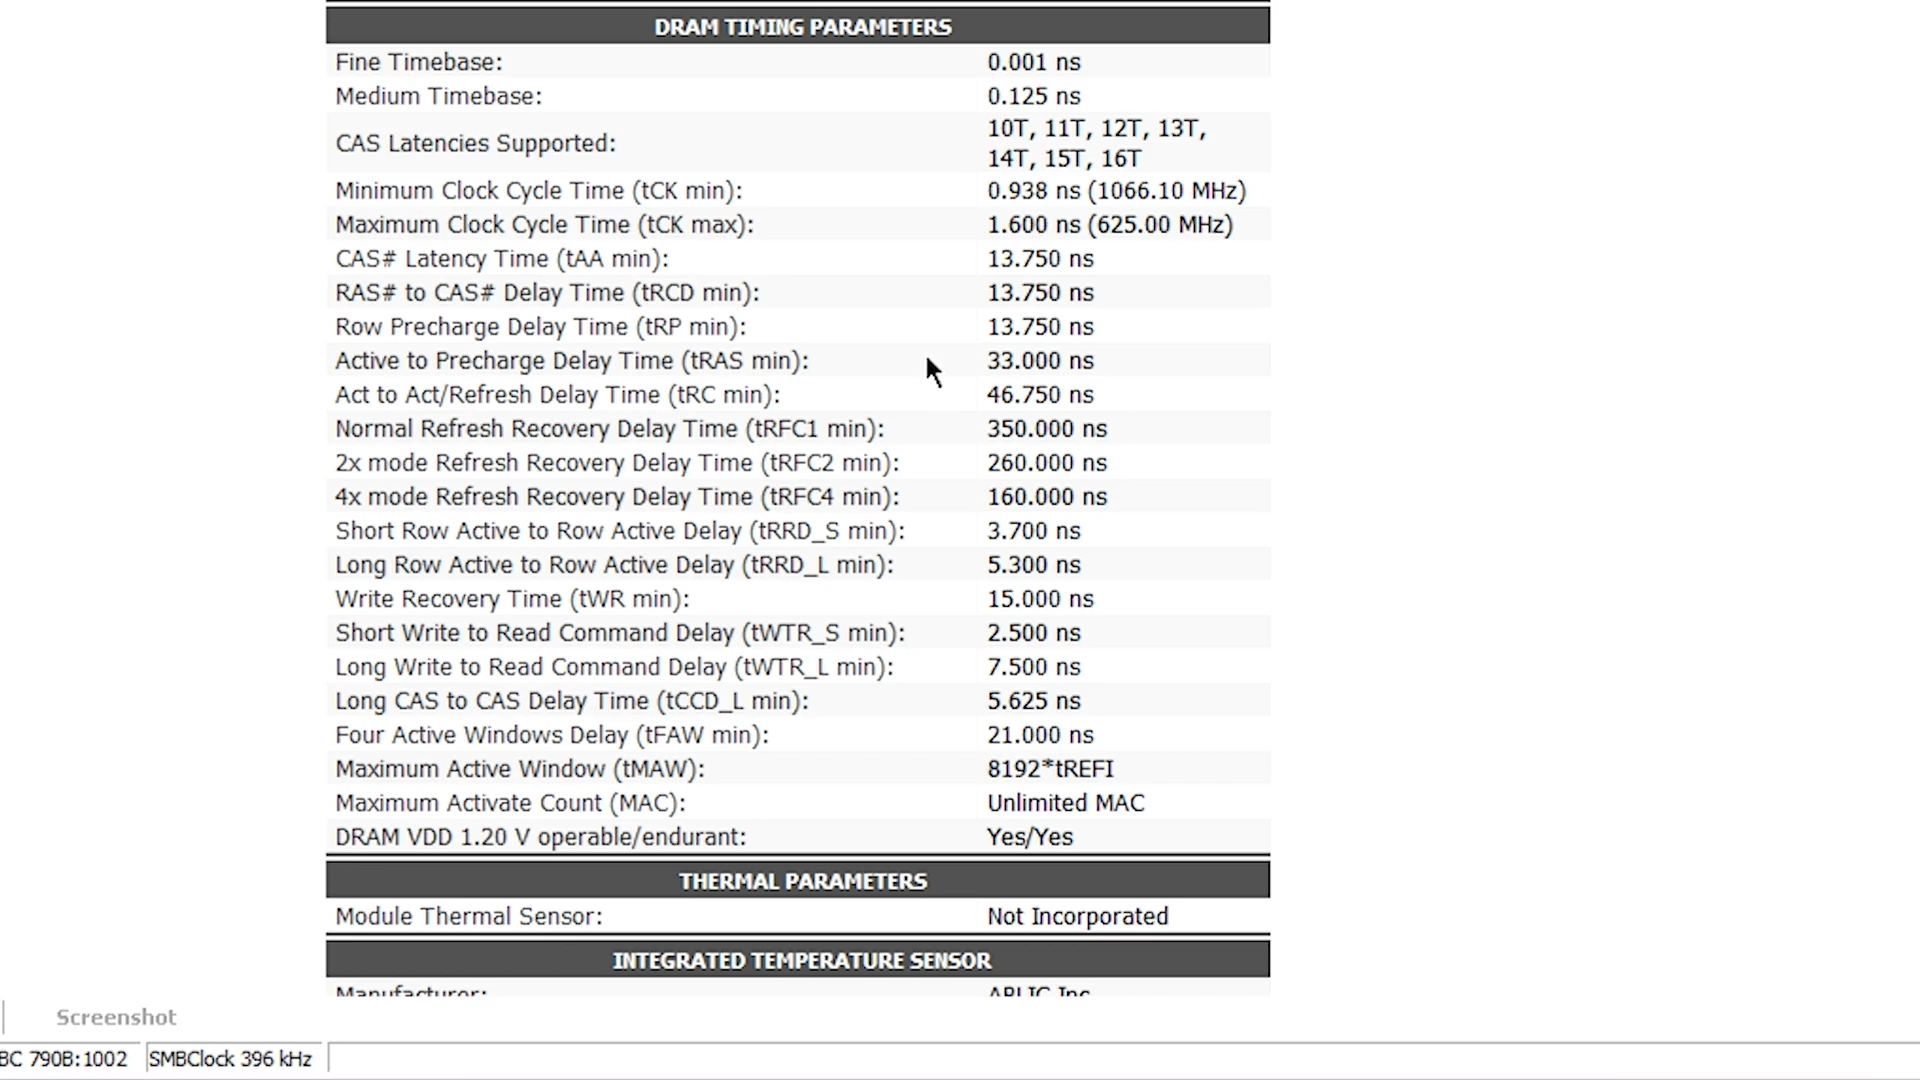 DRAM TIMING PARAMETERS
Fine Timebase: 0.001 ns
Medium Timebase: 0.125 ns
CAS Latencies Supported: 10T, 11T, 12T, 13T,
14T, 15T, 16T
Minimum Clock Cycle Time (tCK min): 0.938 ns (1066.10 MHz)
Maximum Clock Cycle Time (tCK max): 1.600 ns (625.00 MHz)
CAS# Latency Time (tAA min): 13.750 ns
RAS# to CAS# Delay Time (tRCD min): 13.750 ns
Row Precharge Delay Time (tRP min): 13.750 ns
Active to Precharge Delay Time (tRAS min): 33.000 ns
Act to Act/Refresh Delay Time (tRC min): 46.750 ns
Normal Refresh Recovery Delay Time (tRFC1 min): 350.000 ns
2x mode Refresh Recovery Delay Time (tRFC2 min): 260.000 ns
4x mode Refresh Recovery Delay Time (tRFC4 min): 160.000 ns
Short Row Active to Row Active Delay (tRRD_S min): 3.700 ns
Long Row Active to Row Active Delay (tRRD_L min): 5.300 ns
Write Recovery Time (tWR min): 15.000 ns
Short Write to Read Command Delay (tWTR_S min): 2.500 ns
Long Write to Read Command Delay (tWTR_L min): 7.500 ns
Long CAS to CAS Delay Time (tCCD_L min): 5.625 ns
Four Active Windows Delay (tFAW min): 21.000 ns
Maximum Active Window (tMAW): 8192*tREFI
Maximum Activate Count (MAC): Unlimited MAC
DRAM VDD 1.20 V operable/endurant: Yes/Yes
THERMAL PARAMETERS
Module Thermal Sensor: Not Incorporated
INTEGRATED TEMPERATURE SENSOR
Manufacturer: ABLIC Inc
Screenshot
BC 790B:1002 SMBClock 396 kHz